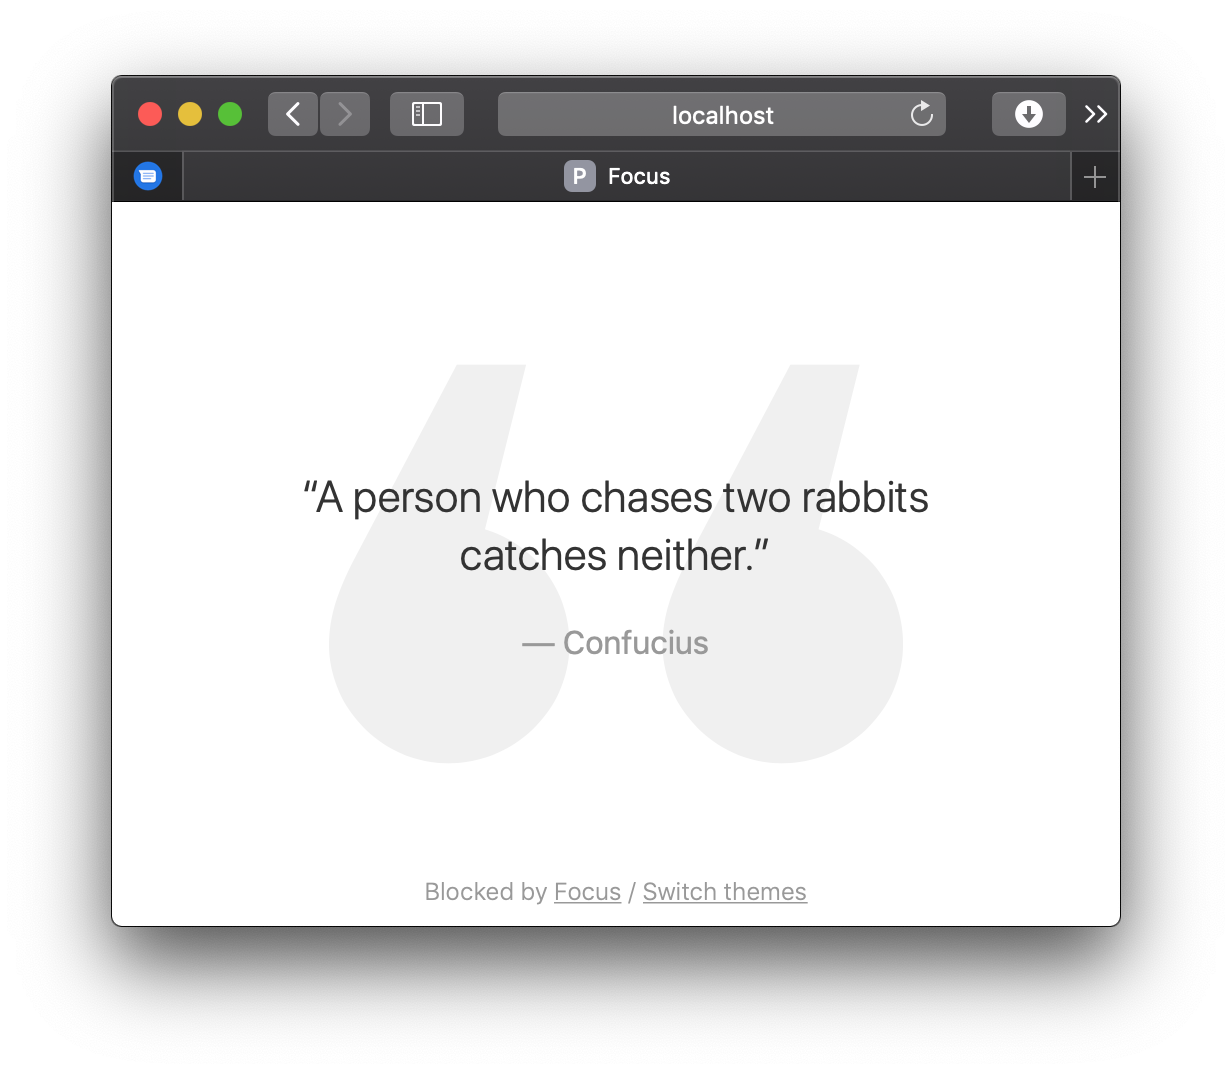 localhost
P Focus
“A person who chases two rabbits
catches neither.”
— Confucius
Blocked by Focus / Switch themes